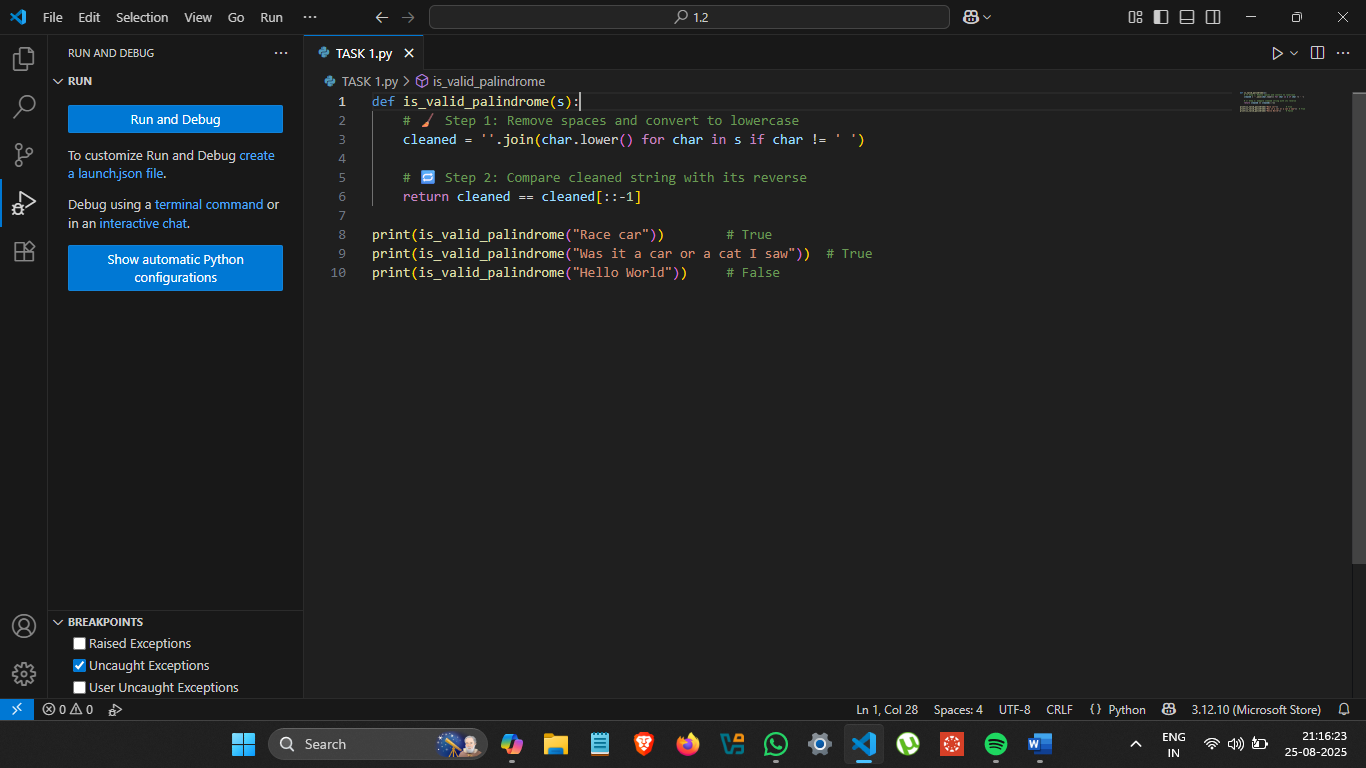 File Edit Selection View Go Run ···
1.2
RUN AND DEBUG ···
RUN
Run and Debug
To customize Run and Debug create
a launch.json file.
Debug using a terminal command or
in an interactive chat.
Show automatic Python
configurations
BREAKPOINTS
Raised Exceptions
Uncaught Exceptions
User Uncaught Exceptions
TASK 1.py
TASK 1.py > is_valid_palindrome
1 def is_valid_palindrome(s):
2 # 🖌️ Step 1: Remove spaces and convert to lowercase
3 cleaned = ''.join(char.lower() for char in s if char != ' ')
4
5 # 🔁 Step 2: Compare cleaned string with its reverse
6 return cleaned == cleaned[::-1]
7
8 print(is_valid_palindrome("Race car")) # True
9 print(is_valid_palindrome("Was it a car or a cat I saw")) # True
10 print(is_valid_palindrome("Hello World")) # False
0 0 Ln 1, Col 28 Spaces: 4 UTF-8 CRLF {} Python 3.12.10 (Microsoft Store)
Search
ENG
IN
21:16:23
25-08-2025